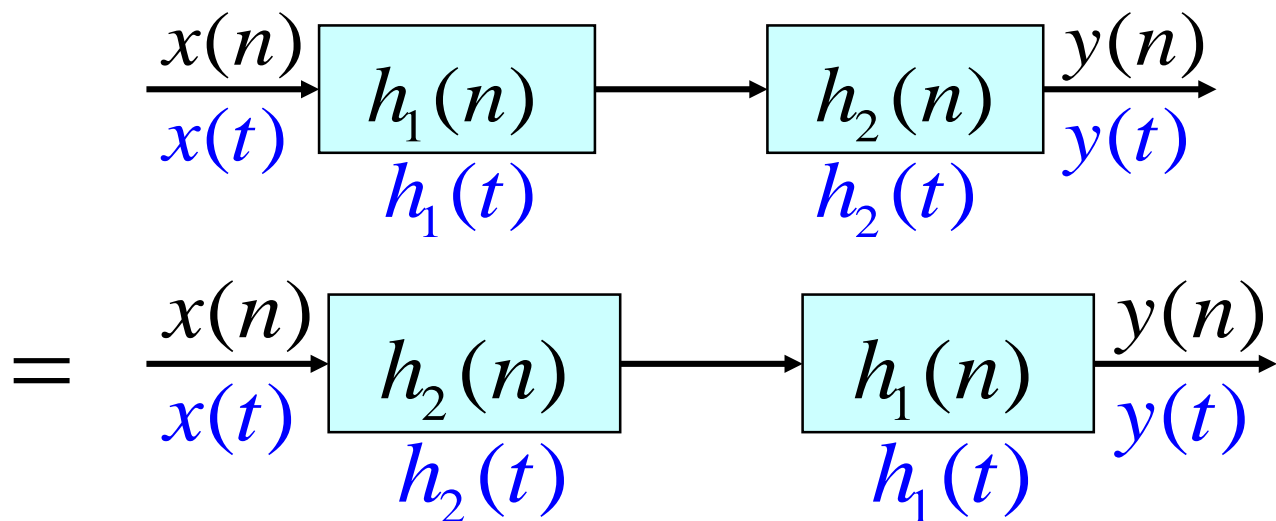 x(n) h₁(n) h₂(n) y(n)
x(t) h₁(t) h₂(t) y(t)
= x(n) h₂(n) h₁(n) y(n)
x(t) h₂(t) h₁(t) y(t)